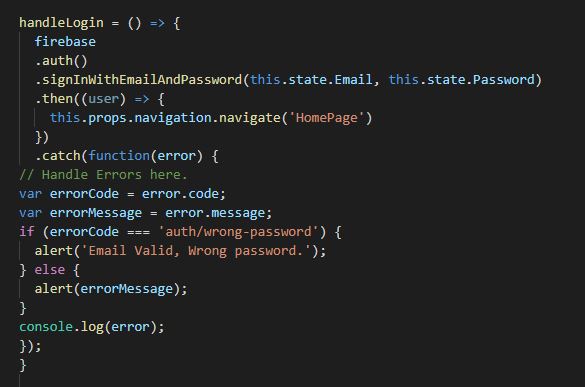 handleLogin = () => {
firebase
.auth()
.signInWithEmailAndPassword(this.state.Email, this.state.Password)
.then((user) => {
this.props.navigation.navigate('HomePage')
})
.catch(function(error) {
// Handle Errors here.
var errorCode = error.code;
var errorMessage = error.message;
if (errorCode === 'auth/wrong-password') {
alert('Email Valid, Wrong password.');
} else {
alert(errorMessage);
}
console.log(error);
});
}